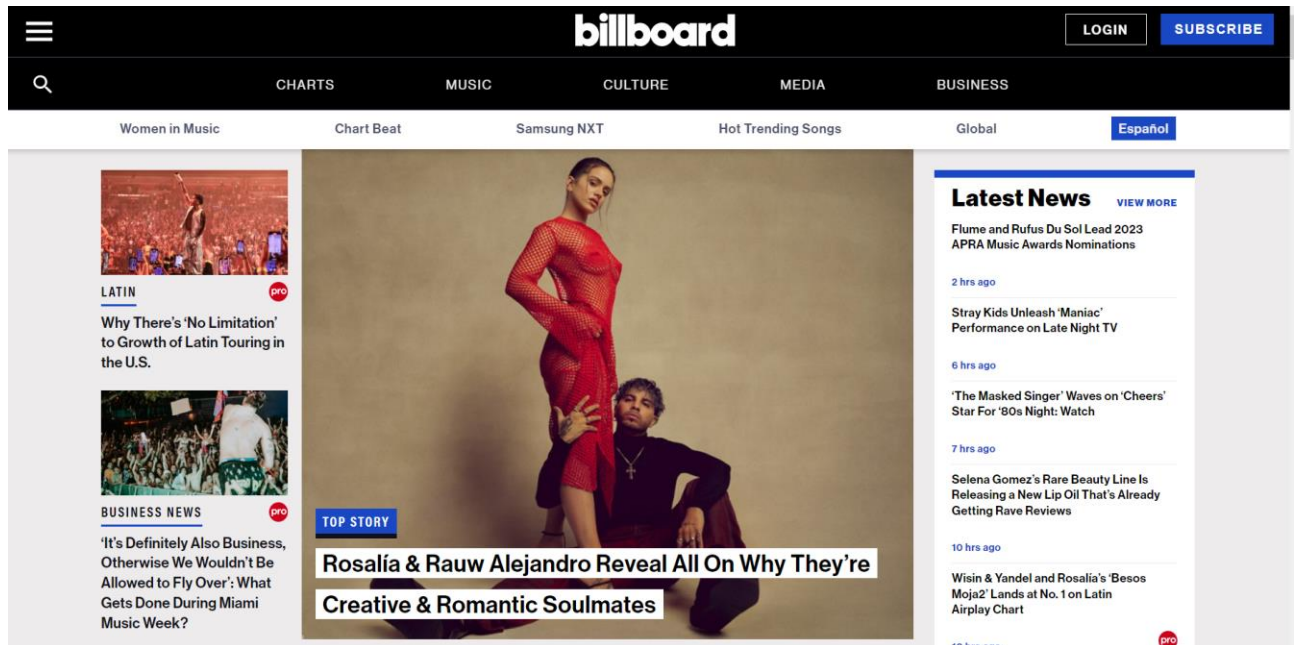 billboard
LOGIN
SUBSCRIBE
CHARTS
MUSIC
CULTURE
MEDIA
BUSINESS
Women in Music
Chart Beat
Samsung NXT
Hot Trending Songs
Global
Español
LATIN
pro
Why There's 'No Limitation'
to Growth of Latin Touring in
the U.S.
BUSINESS NEWS
pro
'It's Definitely Also Business,
Otherwise We Wouldn't Be
Allowed to Fly Over': What
Gets Done During Miami
Music Week?
TOP STORY
Rosalía & Rauw Alejandro Reveal All On Why They're
Creative & Romantic Soulmates
Latest News
VIEW MORE
Flume and Rufus Du Sol Lead 2023
APRA Music Awards Nominations
2 hrs ago
Stray Kids Unleash 'Maniac'
Performance on Late Night TV
6 hrs ago
'The Masked Singer' Waves on 'Cheers'
Star For '80s Night: Watch
7 hrs ago
Selena Gomez's Rare Beauty Line Is
Releasing a New Lip Oil That's Already
Getting Rave Reviews
10 hrs ago
Wisin & Yandel and Rosalía's 'Besos
Moja2' Lands at No. 1 on Latin
Airplay Chart
pro